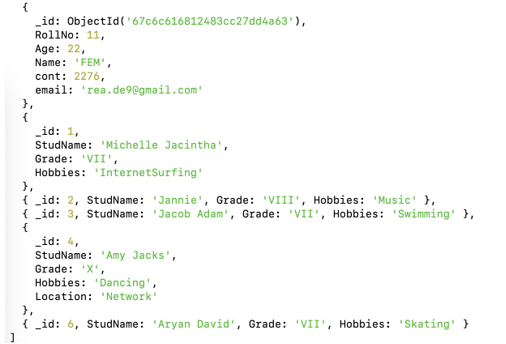 {
_id: ObjectId('67c6c616812483cc27dd4a63'),
RollNo: 11,
Age: 22,
Name: 'FEM',
cont: 2276,
email: 'rea.de9@gmail.com'
},
{
_id: 1,
StudName: 'Michelle Jacintha',
Grade: 'VII',
Hobbies: 'InternetSurfing'
},
{ _id: 2, StudName: 'Jannie', Grade: 'VIII', Hobbies: 'Music' },
{ _id: 3, StudName: 'Jacob Adam', Grade: 'VII', Hobbies: 'Swimming' },
{
_id: 4,
StudName: 'Amy Jacks',
Grade: 'X',
Hobbies: 'Dancing',
Location: 'Network'
},
{ _id: 6, StudName: 'Aryan David', Grade: 'VII', Hobbies: 'Skating' }
]